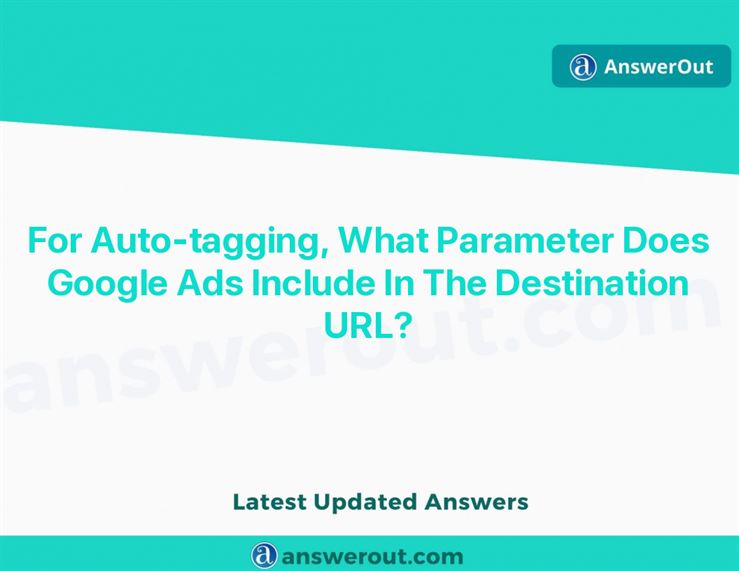 AnswerOut
For Auto-tagging, What Parameter Does
Google Ads Include In The Destination
URL?
answerout.com
Latest Updated Answers
answerout.com